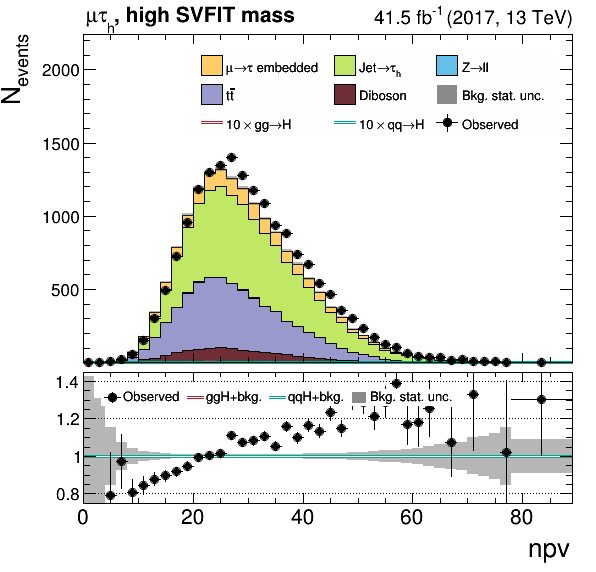 μτh, high SVFIT mass 41.5 fb⁻¹ (2017, 13 TeV)
Nevents
2000
1500
1000
500
μ→τ embedded Jet→τh Z→ll
tt̄ Diboson Bkg. stat. unc.
10 × gg→H 10 × qq→H Observed
1.4
1.2
1
0.8
Observed ggH+bkg. qqH+bkg. Bkg. stat. unc.
0 20 40 60 80
npv